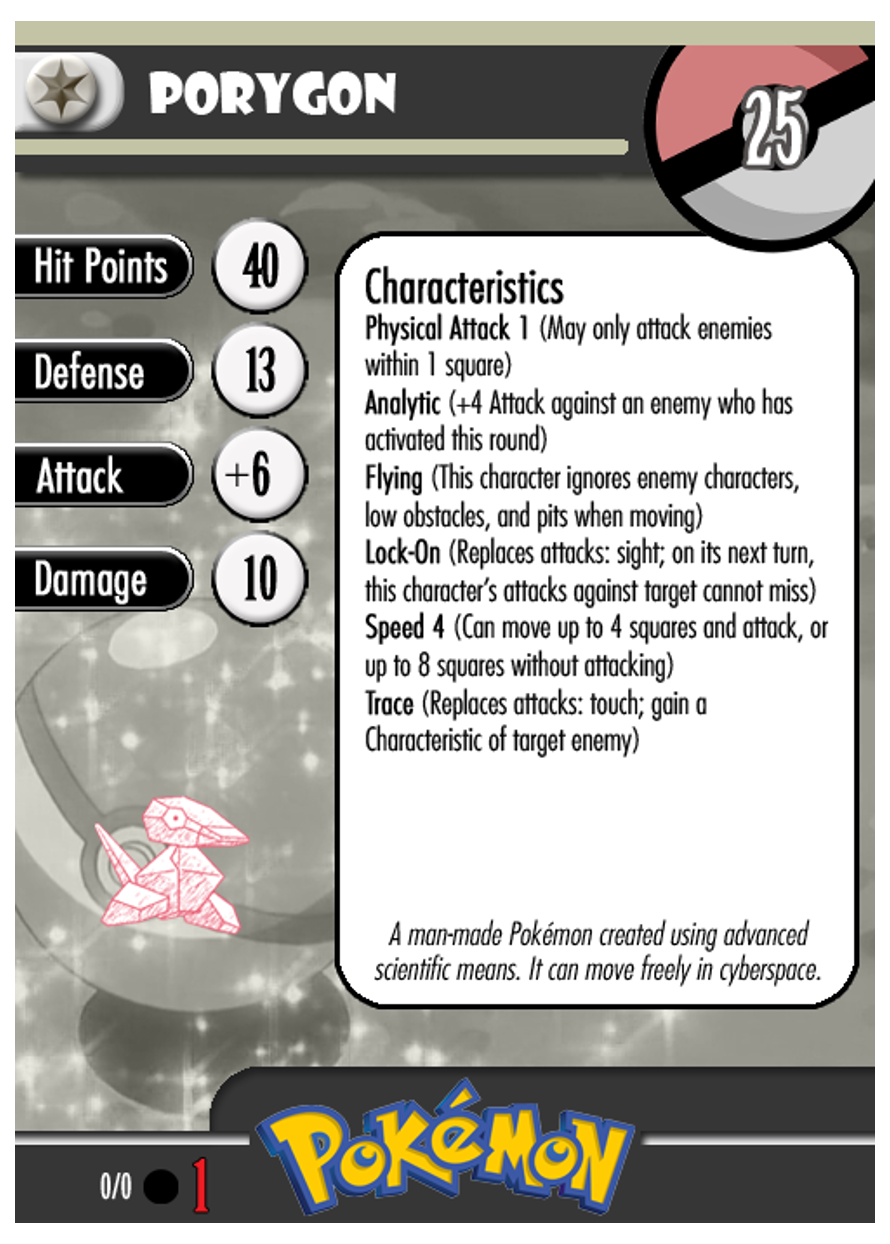 PORYGON
25
Hit Points 40
Defense 13
Attack +6
Damage 10
Characteristics
Physical Attack 1 (May only attack enemies
within 1 square)
Analytic (+4 Attack against an enemy who has
activated this round)
Flying (This character ignores enemy characters,
low obstacles, and pits when moving)
Lock-On (Replaces attacks: sight; on its next turn,
this character's attacks against target cannot miss)
Speed 4 (Can move up to 4 squares and attack, or
up to 8 squares without attacking)
Trace (Replaces attacks: touch; gain a
Characteristic of target enemy)
A man-made Pokémon created using advanced
scientific means. It can move freely in cyberspace.
POKéMON
0/0 1